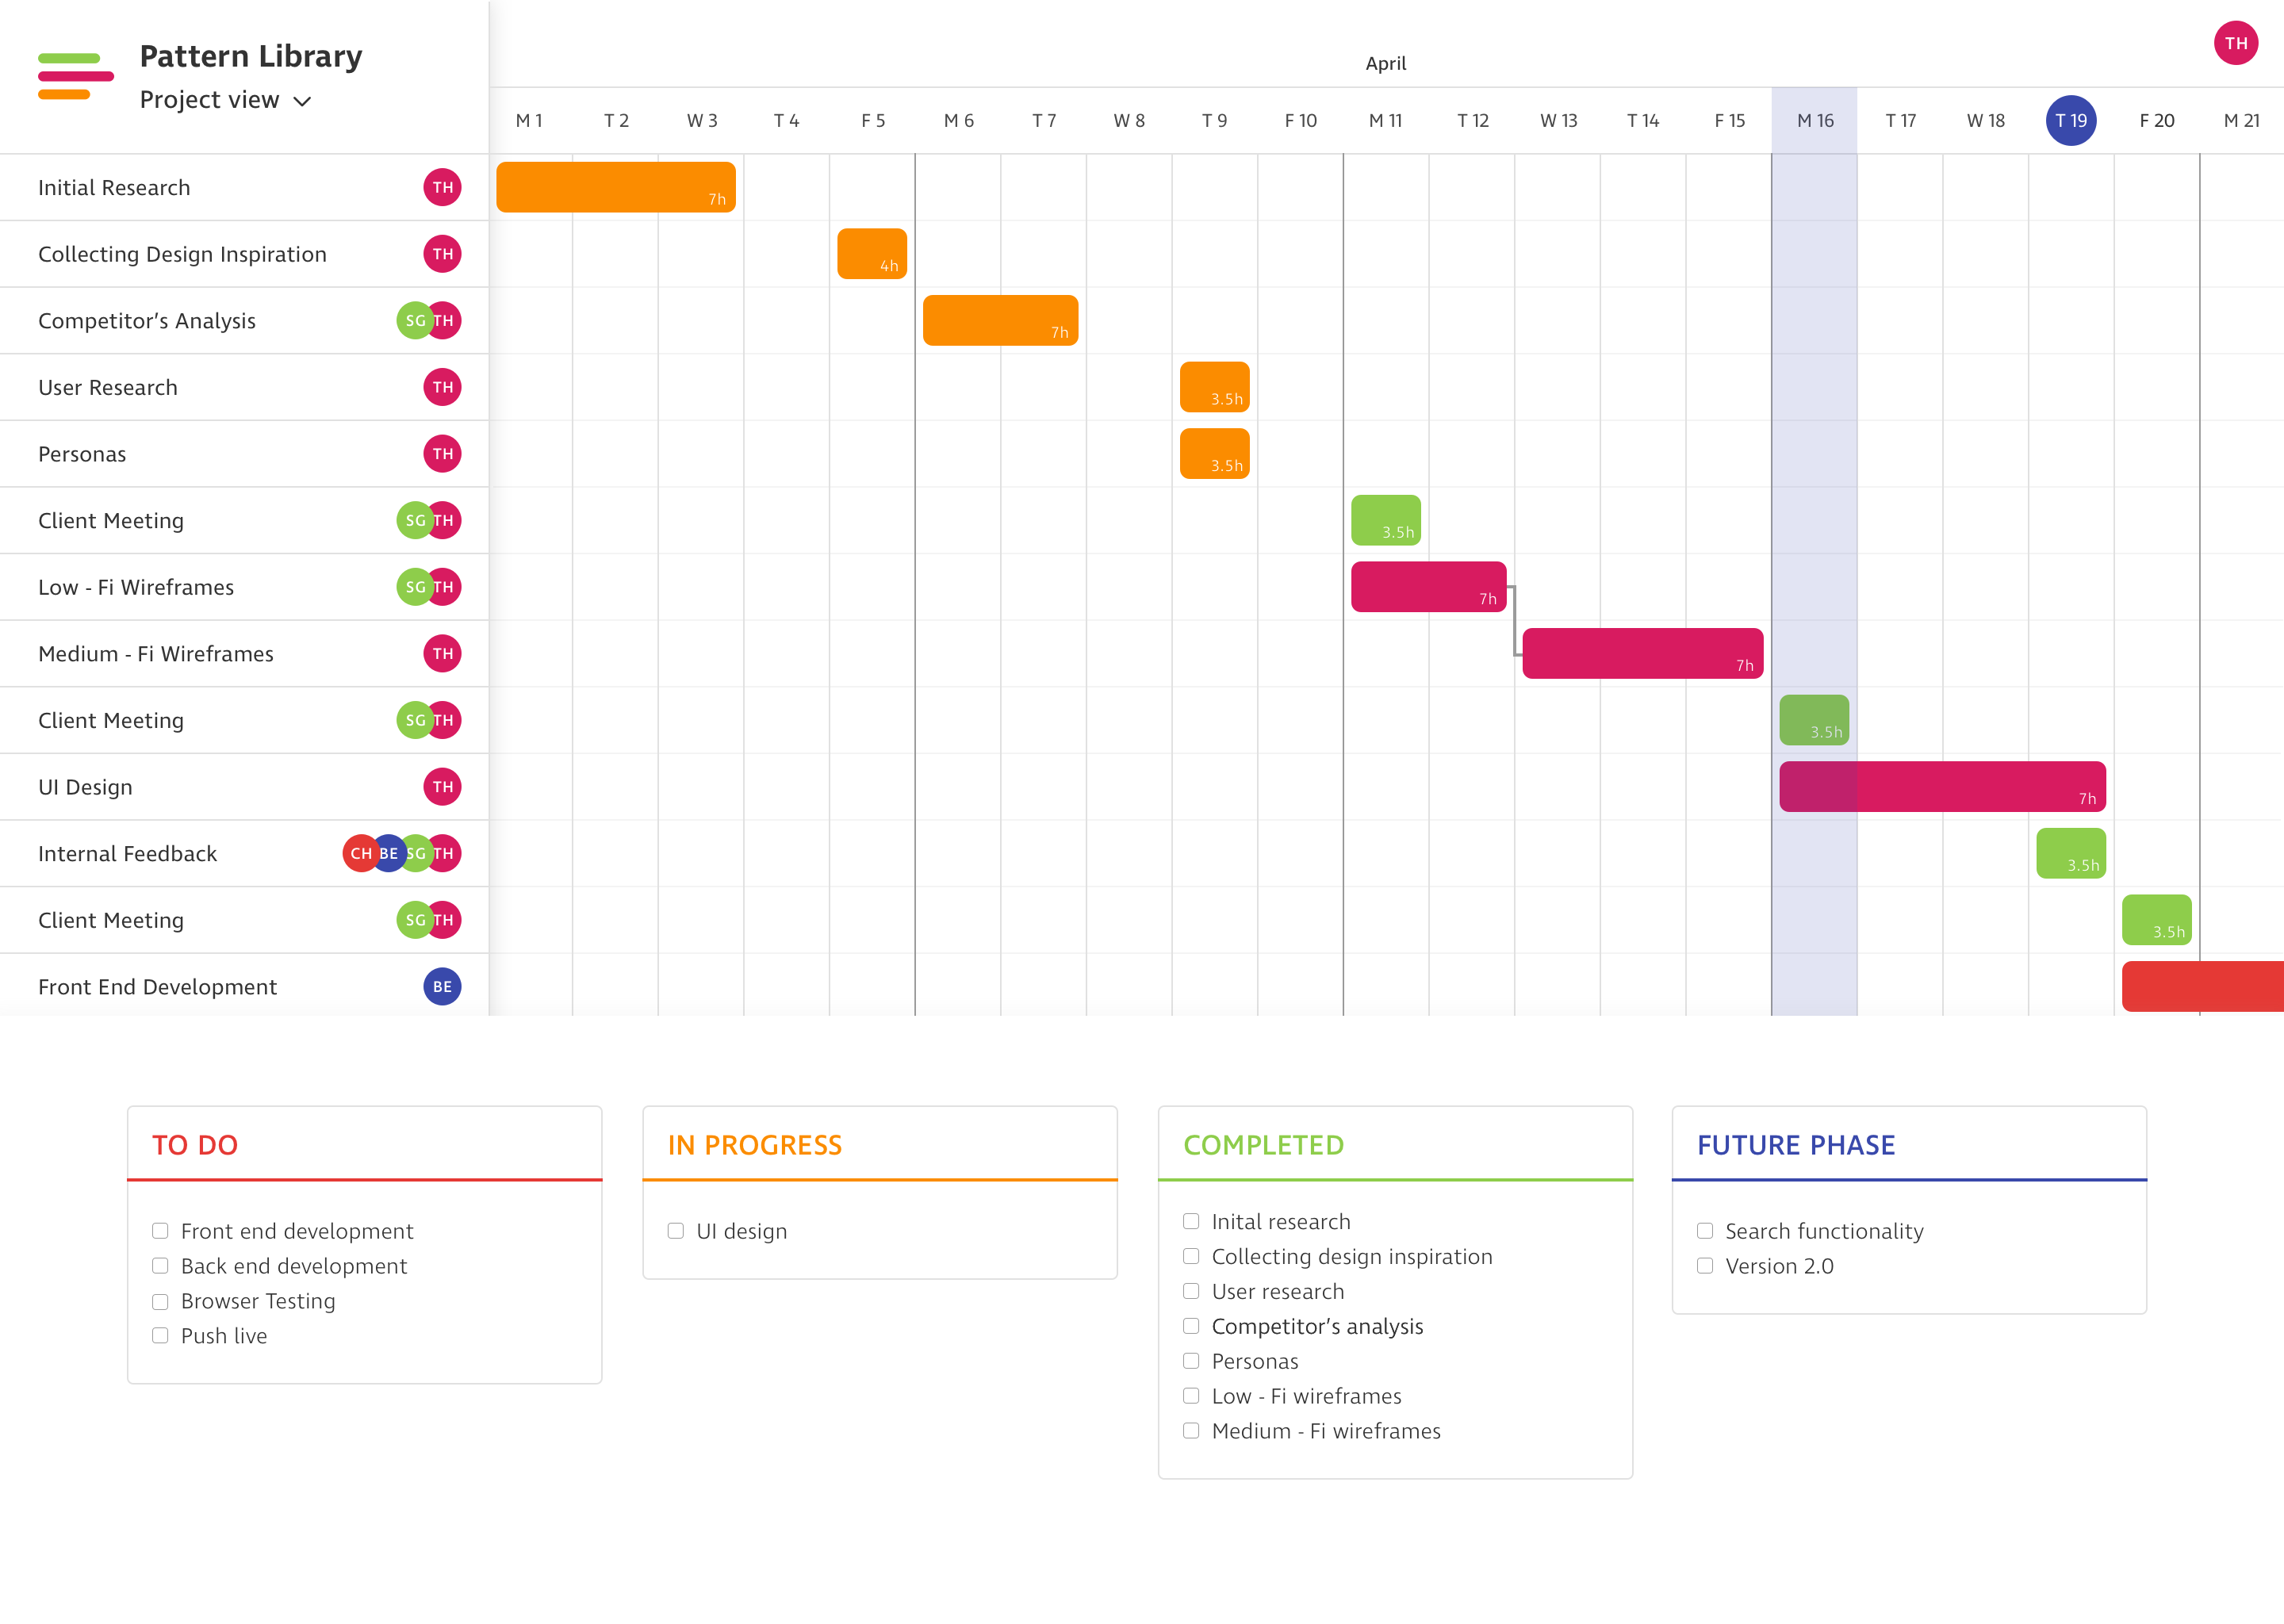 Pattern Library
Project view
April
TH
M 1 T 2 W 3 T 4 F 5 M 6 T 7 W 8 T 9 F 10 M 11 T 12 W 13 T 14 F 15 M 16 T 17 W 18 T 19 F 20 M 21
Initial Research TH 7h
Collecting Design Inspiration TH 4h
Competitor’s Analysis SG TH 7h
User Research TH 3.5h
Personas TH 3.5h
Client Meeting SG TH 3.5h
Low - Fi Wireframes SG TH 7h
Medium - Fi Wireframes TH 7h
Client Meeting SG TH 3.5h
UI Design TH 7h
Internal Feedback CH BE SG TH 3.5h
Client Meeting SG TH 3.5h
Front End Development BE
TO DO
Front end development
Back end development
Browser Testing
Push live
IN PROGRESS
UI design
COMPLETED
Inital research
Collecting design inspiration
User research
Competitor’s analysis
Personas
Low - Fi wireframes
Medium - Fi wireframes
FUTURE PHASE
Search functionality
Version 2.0